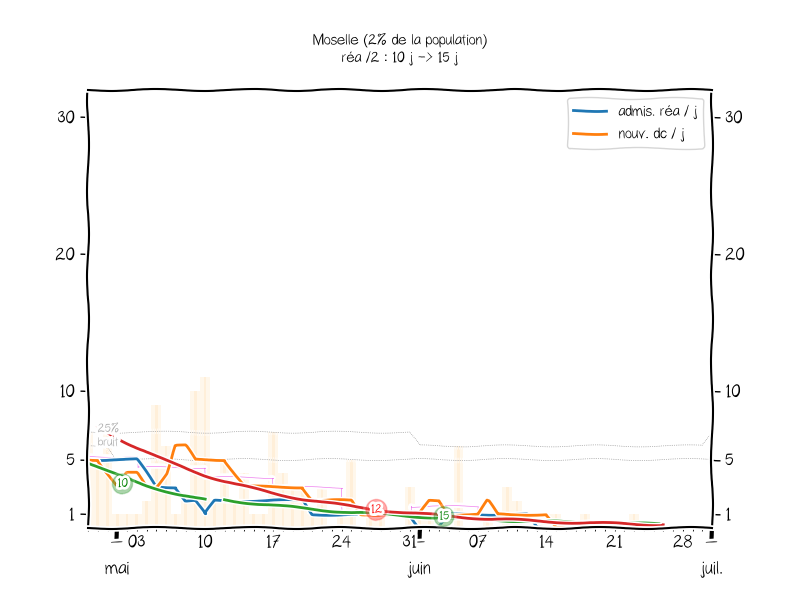 Moselle (2% de la population)
réa /2 : 10 j -> 15 j
admis. réa / j
nouv. dc / j
30
30
20
20
10
10
5
5
1
1
25%
bruit
10
12
15
03
10
17
24
31
07
14
21
28
mai
juin
juil.